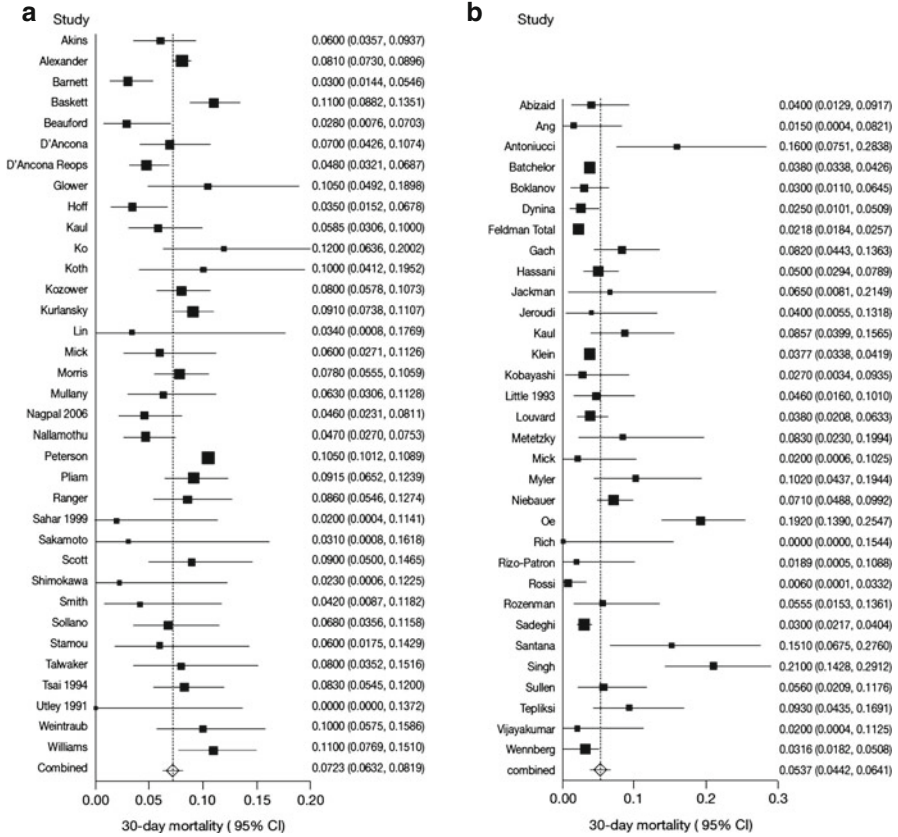 a
Study
Akins 0.0600 (0.0357, 0.0937)
Alexander 0.0810 (0.0730, 0.0896)
Barnett 0.0300 (0.0144, 0.0546)
Baskett 0.1100 (0.0882, 0.1351)
Beauford 0.0280 (0.0076, 0.0703)
D'Ancona 0.0700 (0.0426, 0.1074)
D'Ancona Reops 0.0480 (0.0321, 0.0687)
Glower 0.1050 (0.0492, 0.1898)
Hoff 0.0350 (0.0152, 0.0678)
Kaul 0.0585 (0.0306, 0.1000)
Ko 0.1200 (0.0636, 0.2002)
Koth 0.1000 (0.0412, 0.1952)
Kozower 0.0800 (0.0578, 0.1073)
Kurlansky 0.0910 (0.0738, 0.1107)
Lin 0.0340 (0.0008, 0.1769)
Mick 0.0600 (0.0271, 0.1126)
Morris 0.0780 (0.0555, 0.1059)
Mullany 0.0630 (0.0306, 0.1128)
Nagpal 2006 0.0460 (0.0231, 0.0811)
Nallamothu 0.0470 (0.0270, 0.0753)
Peterson 0.1050 (0.1012, 0.1089)
Pliam 0.0915 (0.0652, 0.1239)
Ranger 0.0860 (0.0546, 0.1274)
Sahar 1999 0.0200 (0.0004, 0.1141)
Sakamoto 0.0310 (0.0008, 0.1618)
Scott 0.0900 (0.0500, 0.1465)
Shimokawa 0.0230 (0.0006, 0.1225)
Smith 0.0420 (0.0087, 0.1182)
Sollano 0.0680 (0.0356, 0.1158)
Stamou 0.0600 (0.0175, 0.1429)
Talwaker 0.0800 (0.0352, 0.1516)
Tsai 1994 0.0830 (0.0545, 0.1200)
Utley 1991 0.0000 (0.0000, 0.1372)
Weintraub 0.1000 (0.0575, 0.1586)
Williams 0.1100 (0.0769, 0.1510)
Combined 0.0723 (0.0632, 0.0819)
0.00 0.05 0.10 0.15 0.20
30-day mortality ( 95% CI)
b
Study
Abizaid 0.0400 (0.0129, 0.0917)
Ang 0.0150 (0.0004, 0.0821)
Antoniucci 0.1600 (0.0751, 0.2838)
Batchelor 0.0380 (0.0338, 0.0426)
Boklanov 0.0300 (0.0110, 0.0645)
Dynina 0.0250 (0.0101, 0.0509)
Feldman Total 0.0218 (0.0184, 0.0257)
Gach 0.0820 (0.0443, 0.1363)
Hassani 0.0500 (0.0294, 0.0789)
Jackman 0.0650 (0.0081, 0.2149)
Jeroudi 0.0400 (0.0055, 0.1318)
Kaul 0.0857 (0.0399, 0.1565)
Klein 0.0377 (0.0338, 0.0419)
Kobayashi 0.0270 (0.0034, 0.0935)
Little 1993 0.0460 (0.0160, 0.1010)
Louvard 0.0380 (0.0208, 0.0633)
Metetzky 0.0830 (0.0230, 0.1994)
Mick 0.0200 (0.0006, 0.1025)
Myler 0.1020 (0.0437, 0.1944)
Niebauer 0.0710 (0.0488, 0.0992)
Oe 0.1920 (0.1390, 0.2547)
Rich 0.0000 (0.0000, 0.1544)
Rizo-Patron 0.0189 (0.0005, 0.1088)
Rossi 0.0060 (0.0001, 0.0332)
Rozenman 0.0555 (0.0153, 0.1361)
Sadeghi 0.0300 (0.0217, 0.0404)
Santana 0.1510 (0.0675, 0.2760)
Singh 0.2100 (0.1428, 0.2912)
Sullen 0.0560 (0.0209, 0.1176)
Tepliksi 0.0930 (0.0435, 0.1691)
Vijayakumar 0.0200 (0.0004, 0.1125)
Wennberg 0.0316 (0.0182, 0.0508)
combined 0.0537 (0.0442, 0.0641)
0.00 0.1 0.2 0.3
30-day mortality ( 95% CI)